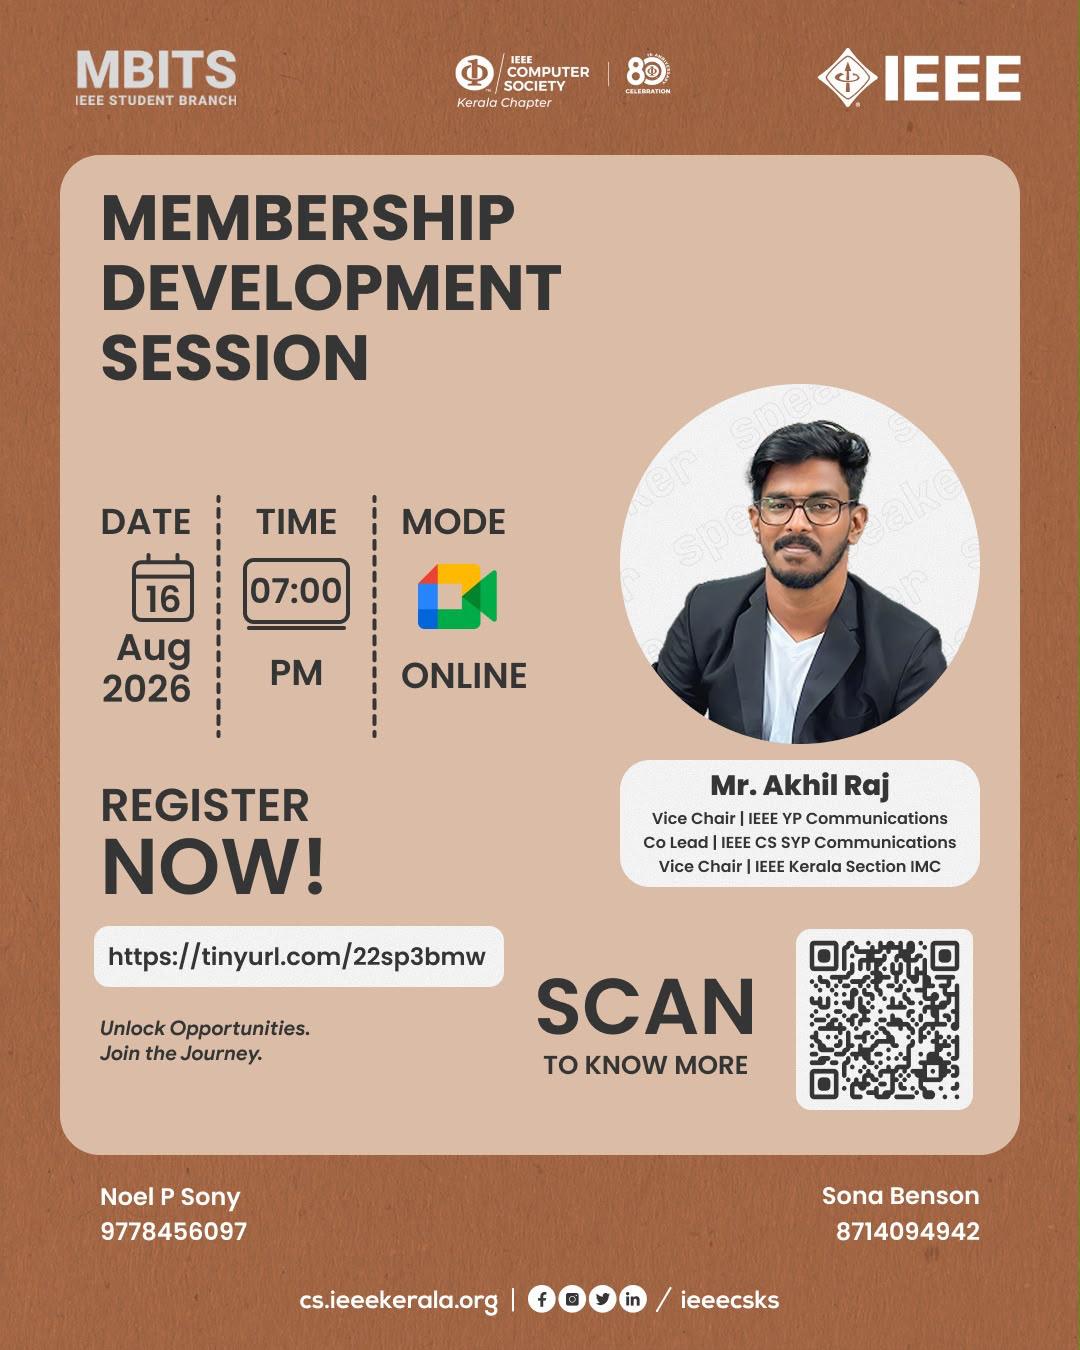 MBITS
IEEE STUDENT BRANCH
IEEE
COMPUTER
SOCIETY
Kerala Chapter
80
CELEBRATION
IEEE
MEMBERSHIP
DEVELOPMENT
SESSION
DATE
16
Aug
2026
TIME
07:00
PM
MODE
ONLINE
speaker
Mr. Akhil Raj
Vice Chair | IEEE YP Communications
Co Lead | IEEE CS SYP Communications
Vice Chair | IEEE Kerala Section IMC
REGISTER
NOW!
https://tinyurl.com/22sp3bmw
Unlock Opportunities.
Join the Journey.
SCAN
TO KNOW MORE
Noel P Sony
9778456097
Sona Benson
8714094942
cs.ieeekerala.org | / ieeecsks